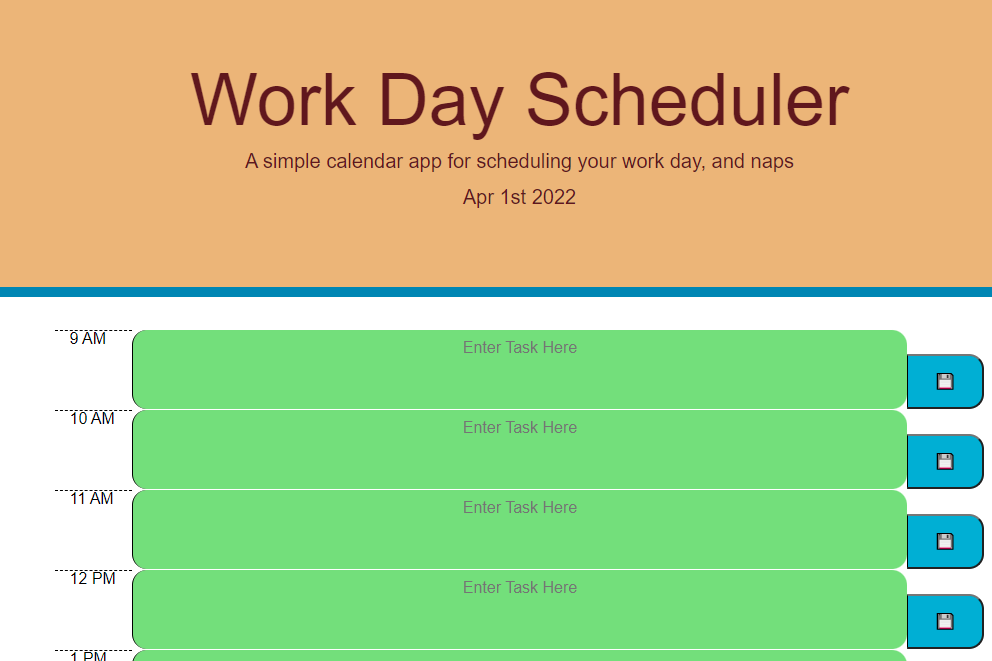 Work Day Scheduler
A simple calendar app for scheduling your work day, and naps
Apr 1st 2022
9 AM
Enter Task Here
10 AM
Enter Task Here
11 AM
Enter Task Here
12 PM
Enter Task Here
1 PM